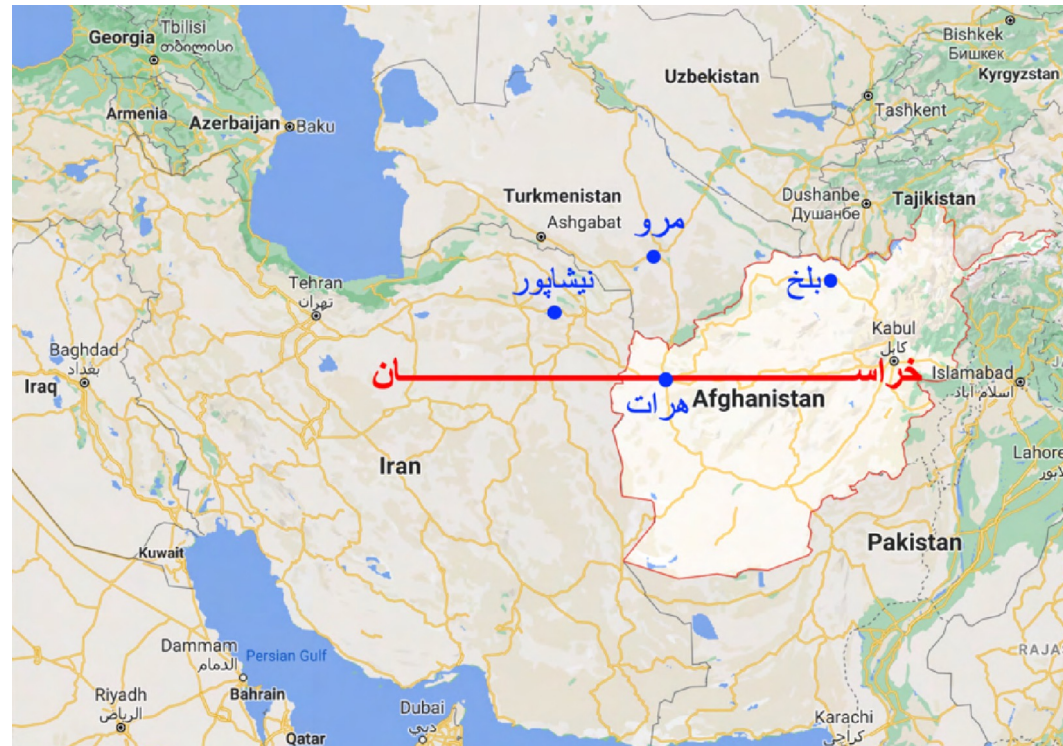 Georgia
Tbilisi
თბილისი
Bishkek
Бишкек
Kyrgyzstan
Uzbekistan
Tashkent
Armenia
Azerbaijan
Baku
Turkmenistan
Ashgabat
Dushanbe
Душанбе
Tajikistan
مرو
نیشاپور
بلخ
Tehran
تهران
Kabul
کابل
Baghdad
بغداد
Iraq
خراســـــــــــــــــان
Islamabad
اسلام آباد
هرات
Afghanistan
Iran
Lahore
Pakistan
Kuwait
Dammam
الدمام
Persian Gulf
Riyadh
الرياض
Bahrain
Dubai
دبي
Qatar
Karachi
کراچی
RAJAS